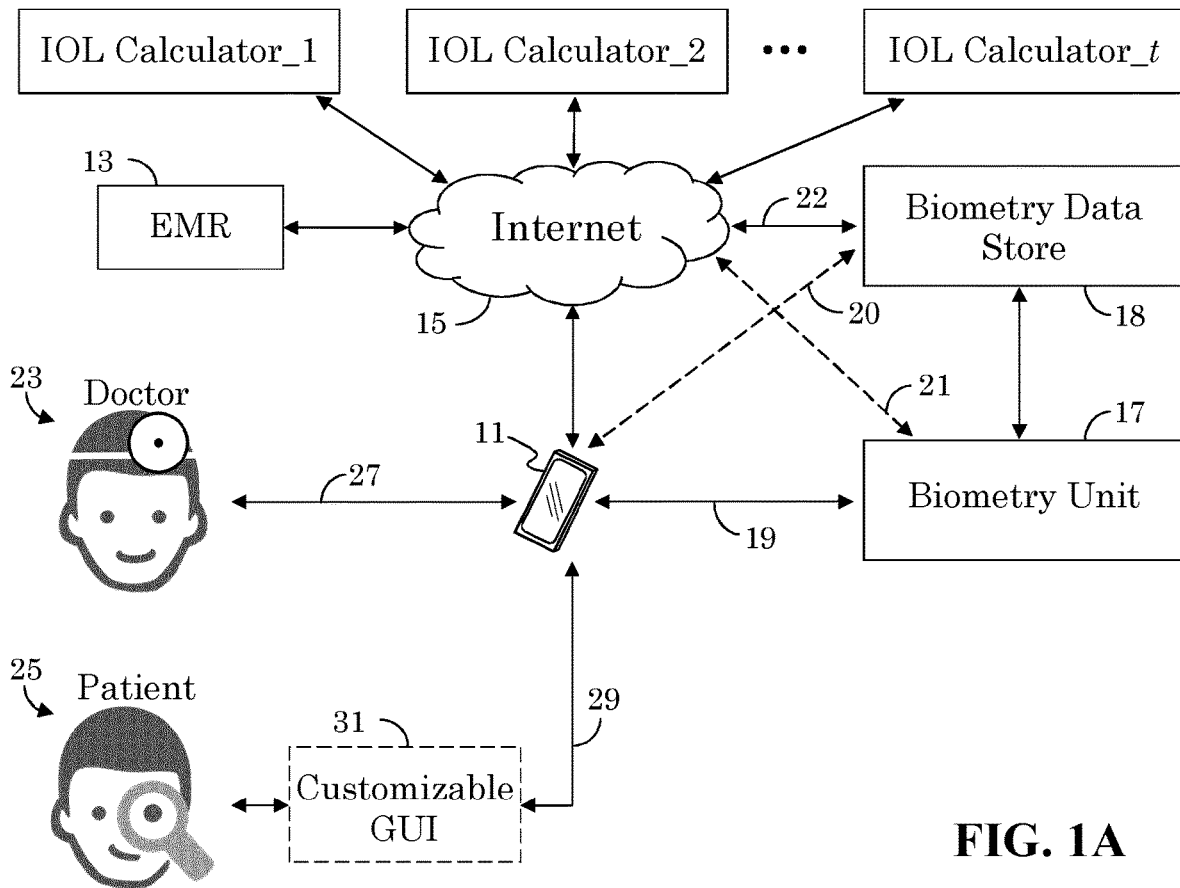 IOL Calculator_1
IOL Calculator_2
•••
IOL Calculator_t
13
EMR
Internet
22
Biometry Data
Store
15
20
18
23
Doctor
21
17
11
27
19
Biometry Unit
25
Patient
31
29
Customizable
GUI
FIG. 1A